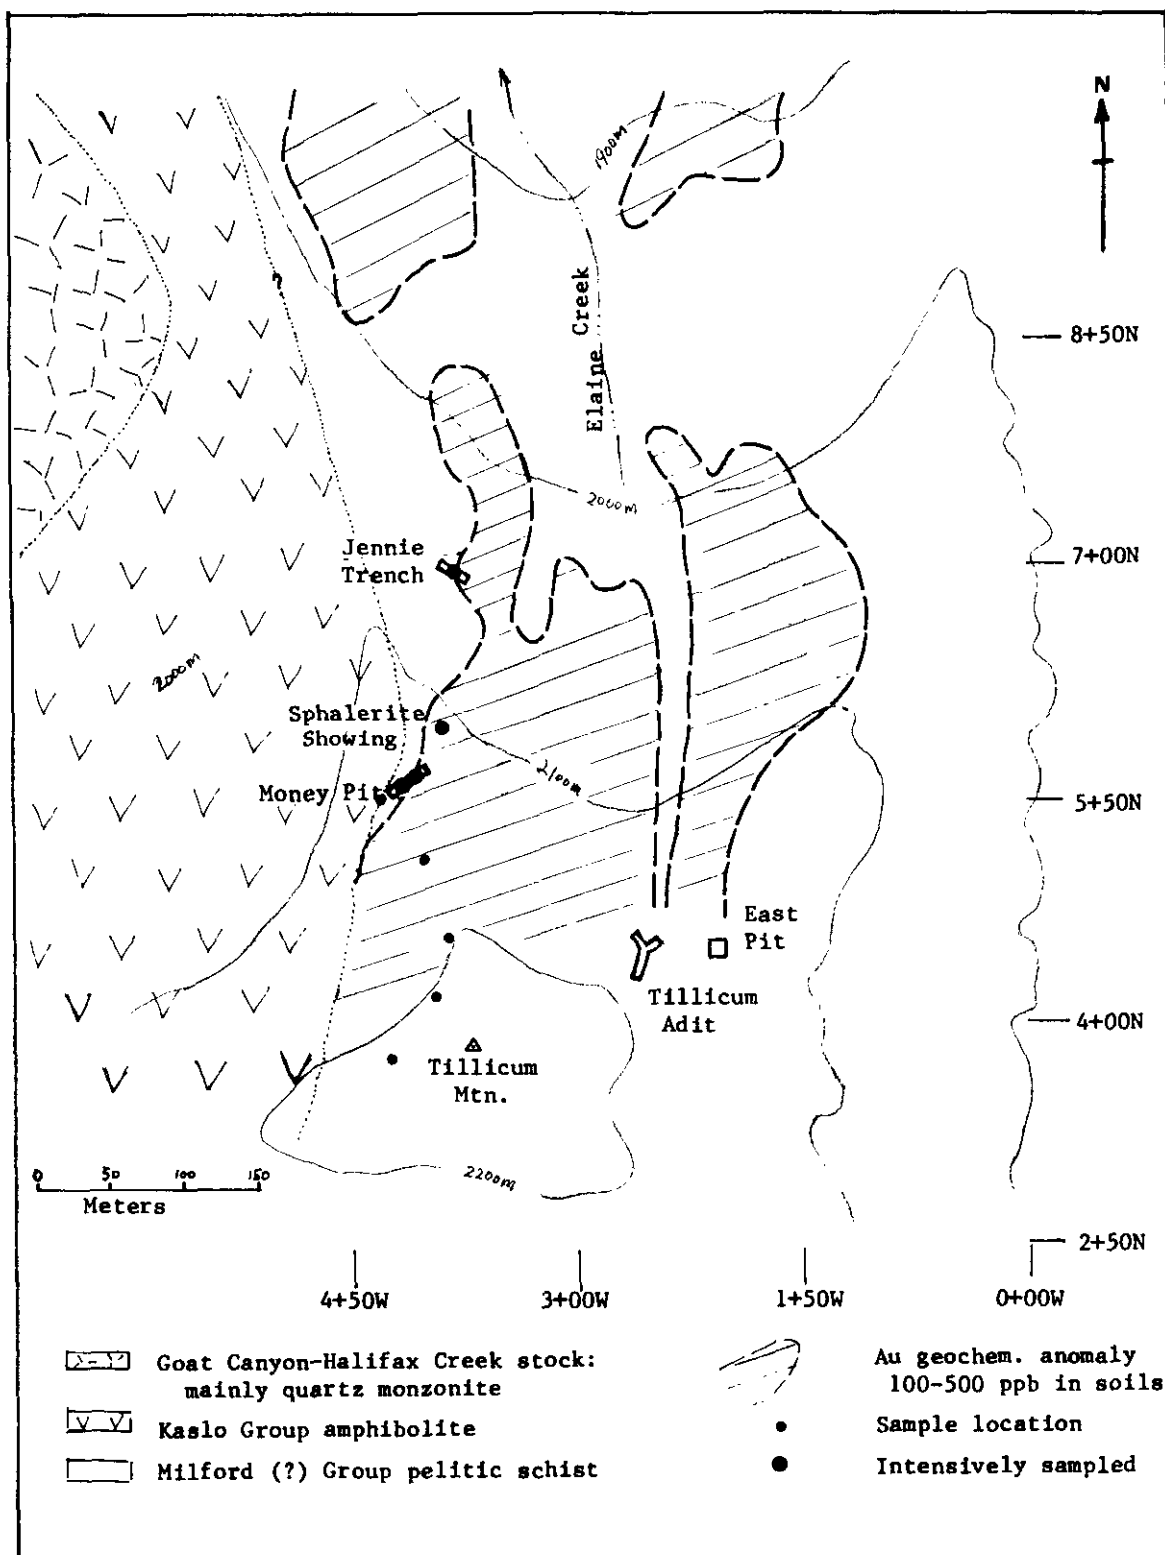 N
1900m
Elaine Creek
8+50N
?
2000m
Jennie
Trench
7+00N
2000m
Sphalerite
Showing
2100m
Money Pit
5+50N
East
Pit
Tillicum
Adit
4+00N
Tillicum
Mtn.
2200m
0 50 100 150
Meters
2+50N
4+50W 3+00W 1+50W 0+00W
Goat Canyon-Halifax Creek stock:
mainly quartz monzonite
Kaslo Group amphibolite
Milford (?) Group pelitic schist
Au geochem. anomaly
100-500 ppb in soils
Sample location
Intensively sampled